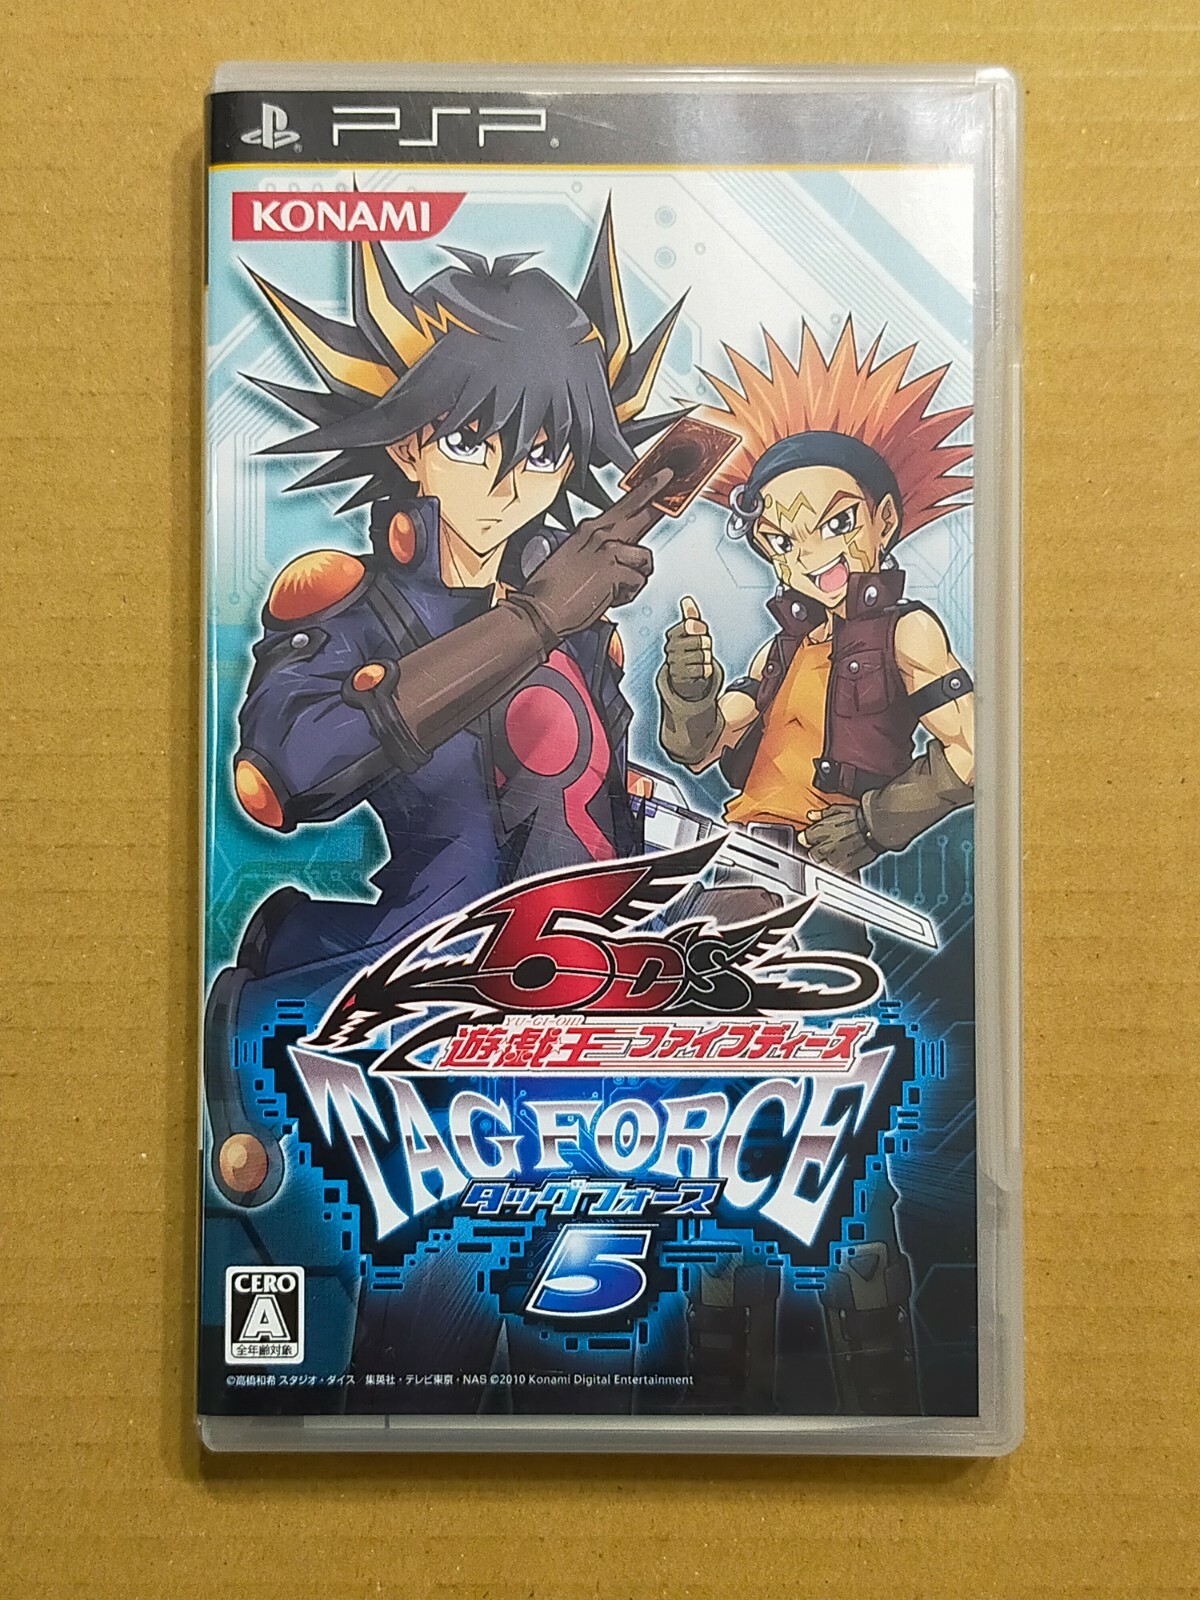 PSP
KONAMI
5D's
YU-GI-OH!
遊☆戯☆王ファイブディーズ
TAG FORCE
タッグフォース
5
CERO
A
全年齢対象
©高橋和希 スタジオ・ダイス／集英社・テレビ東京・NAS ©2010 Konami Digital Entertainment